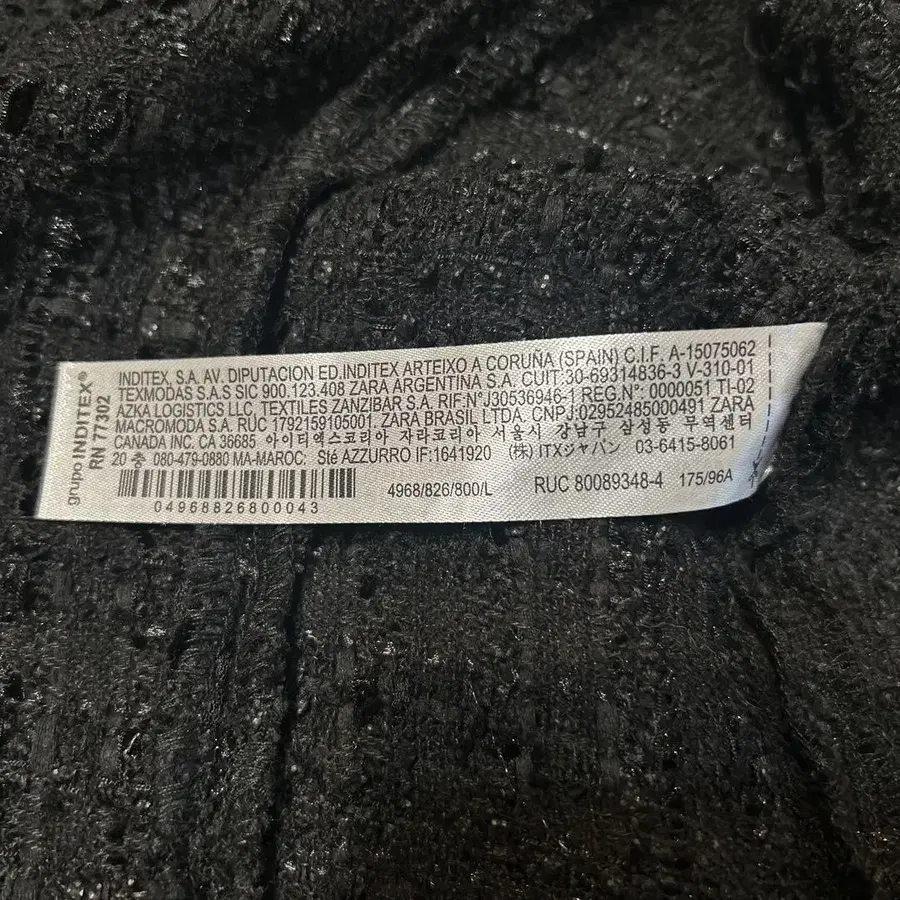 grupo INDITEX®
RN 77302
INDITEX, S.A. AV. DIPUTACION ED.INDITEX ARTEIXO A CORUÑA (SPAIN) C.I.F. A-15075062
TEXMODAS S.A.S SIC 900.123.408 ZARA ARGENTINA S.A. CUIT:30-69314836-3 V-310-01
AZKA LOGISTICS LLC, TEXTILES ZANZIBAR S.A. RIF.NºJ30536946-1 REG.Nº: 0000051 TI-02
MACROMODA S.A. RUC 1792159105001. ZARA BRASIL LTDA. CNPJ:02952485000491 ZARA
CANADA INC. CA 36685 아이티엑스코리아 자라코리아 서울시 강남구 삼성동 무역센터
20 층 080-479-0880 MA-MAROC: Sté AZZURRO IF:1641920 (株) ITXジャパン 03-6415-8061
04968826800043
4968/826/800/L
RUC 80089348-4
175/96A